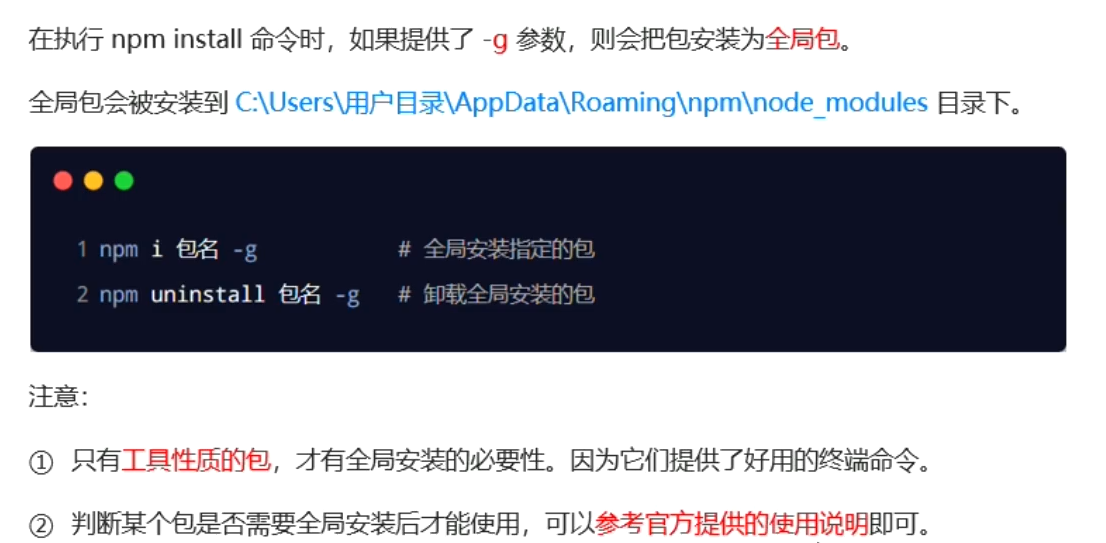 在执行 npm install 命令时，如果提供了 -g 参数，则会把包安装为全局包。
全局包会被安装到 C:\Users\用户目录\AppData\Roaming\npm\node_modules 目录下。
1 npm i 包名 -g # 全局安装指定的包
2 npm uninstall 包名 -g # 卸载全局安装的包
注意：
① 只有工具性质的包，才有全局安装的必要性。因为它们提供了好用的终端命令。
② 判断某个包是否需要全局安装后才能使用，可以参考官方提供的使用说明即可。